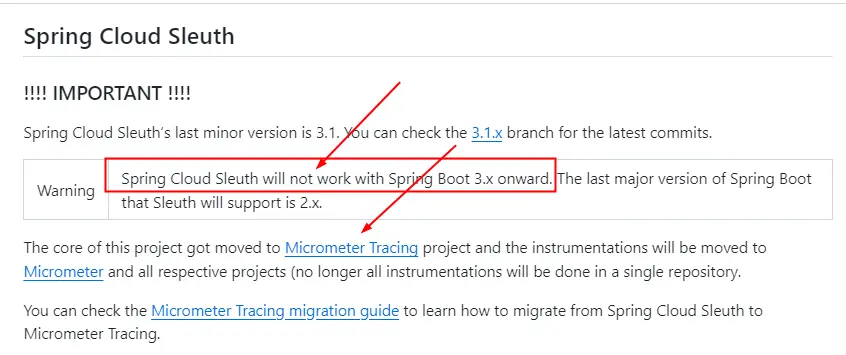 Spring Cloud Sleuth
!!!! IMPORTANT !!!!
Spring Cloud Sleuth’s last minor version is 3.1. You can check the 3.1.x branch for the latest commits.
Warning
Spring Cloud Sleuth will not work with Spring Boot 3.x onward. The last major version of Spring Boot
that Sleuth will support is 2.x.
The core of this project got moved to Micrometer Tracing project and the instrumentations will be moved to
Micrometer and all respective projects (no longer all instrumentations will be done in a single repository.
You can check the Micrometer Tracing migration guide to learn how to migrate from Spring Cloud Sleuth to
Micrometer Tracing.